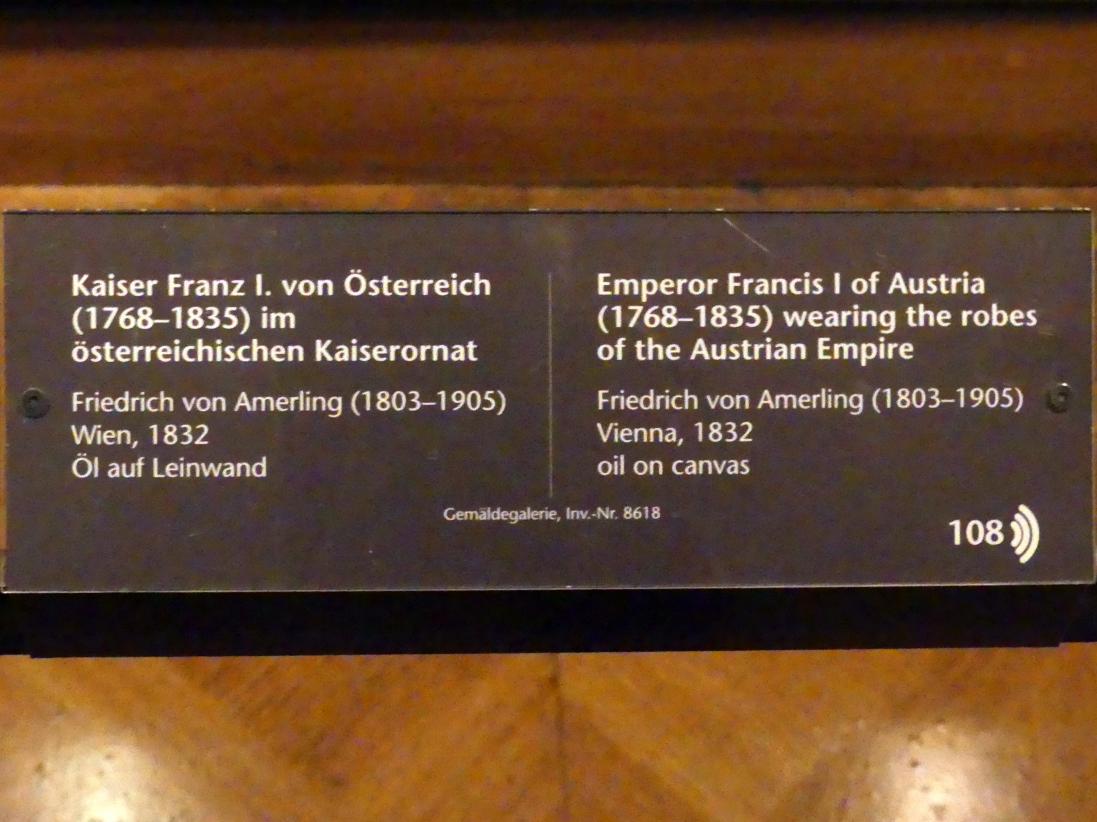 Kaiser Franz I. von Österreich
(1768–1835) im
österreichischen Kaiserornat
Friedrich von Amerling (1803–1905)
Wien, 1832
Öl auf Leinwand
Emperor Francis I of Austria
(1768–1835) wearing the robes
of the Austrian Empire
Friedrich von Amerling (1803–1905)
Vienna, 1832
oil on canvas
Gemäldegalerie, Inv.-Nr. 8618
108